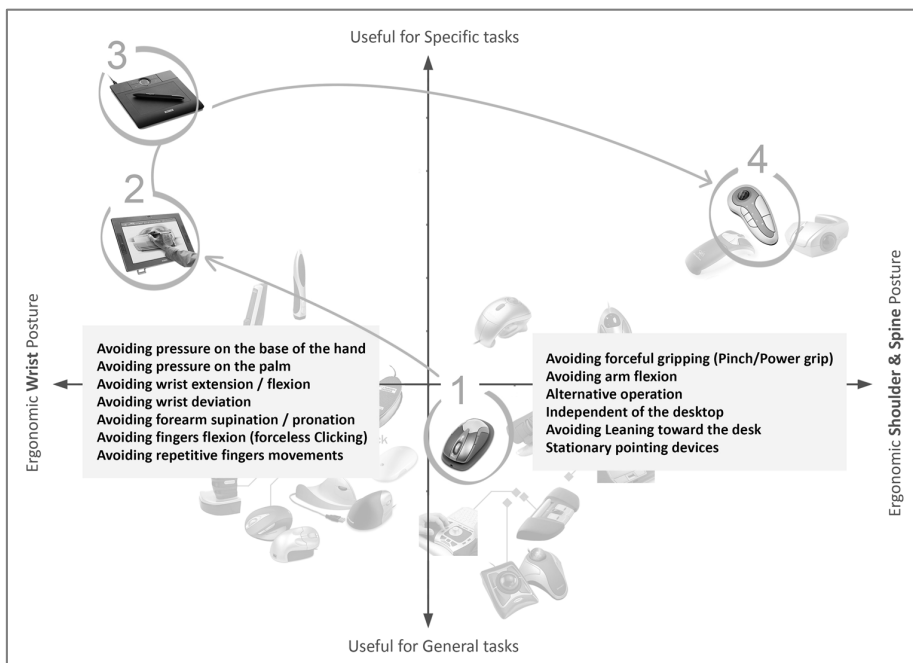 Useful for Specific tasks
3
4
2
Ergonomic Wrist Posture
Avoiding pressure on the base of the hand
Avoiding pressure on the palm
Avoiding wrist extension / flexion
Avoiding wrist deviation
Avoiding forearm supination / pronation
Avoiding fingers flexion (forceless Clicking)
Avoiding repetitive fingers movements
1
Avoiding forceful gripping (Pinch/Power grip)
Avoiding arm flexion
Alternative operation
Independent of the desktop
Avoiding Leaning toward the desk
Stationary pointing devices
Ergonomic Shoulder & Spine Posture
Useful for General tasks